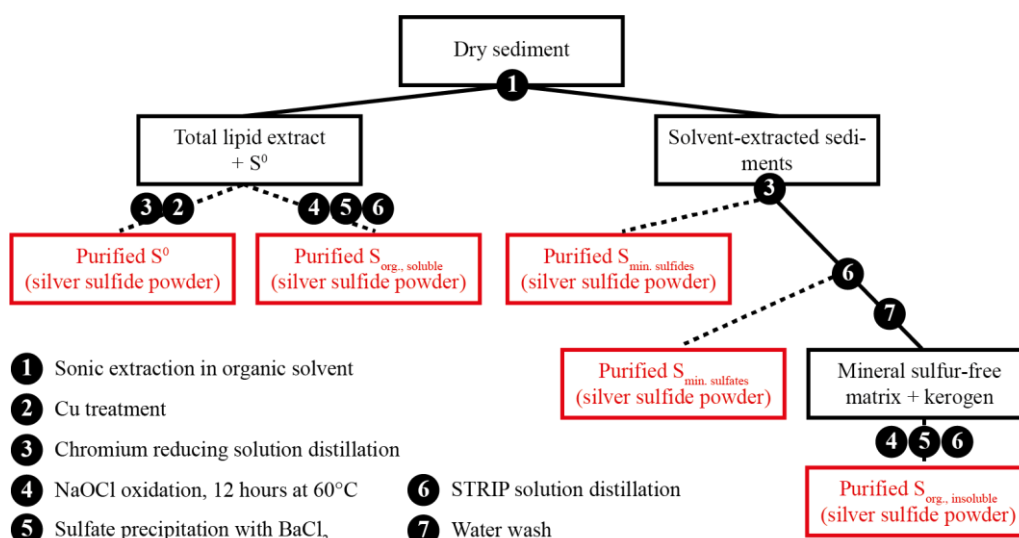 Dry sediment
1
Total lipid extract
+ S⁰
Solvent-extracted sedi-
ments
3
3 2
4 5 6
Purified S⁰
(silver sulfide powder)
Purified S org., soluble
(silver sulfide powder)
Purified S min. sulfides
(silver sulfide powder)
6
7
Purified S min. sulfates
(silver sulfide powder)
Mineral sulfur-free
matrix + kerogen
4 5 6
Purified S org., insoluble
(silver sulfide powder)
1 Sonic extraction in organic solvent
2 Cu treatment
3 Chromium reducing solution distillation
4 NaOCl oxidation, 12 hours at 60°C
5 Sulfate precipitation with BaCl₂
6 STRIP solution distillation
7 Water wash